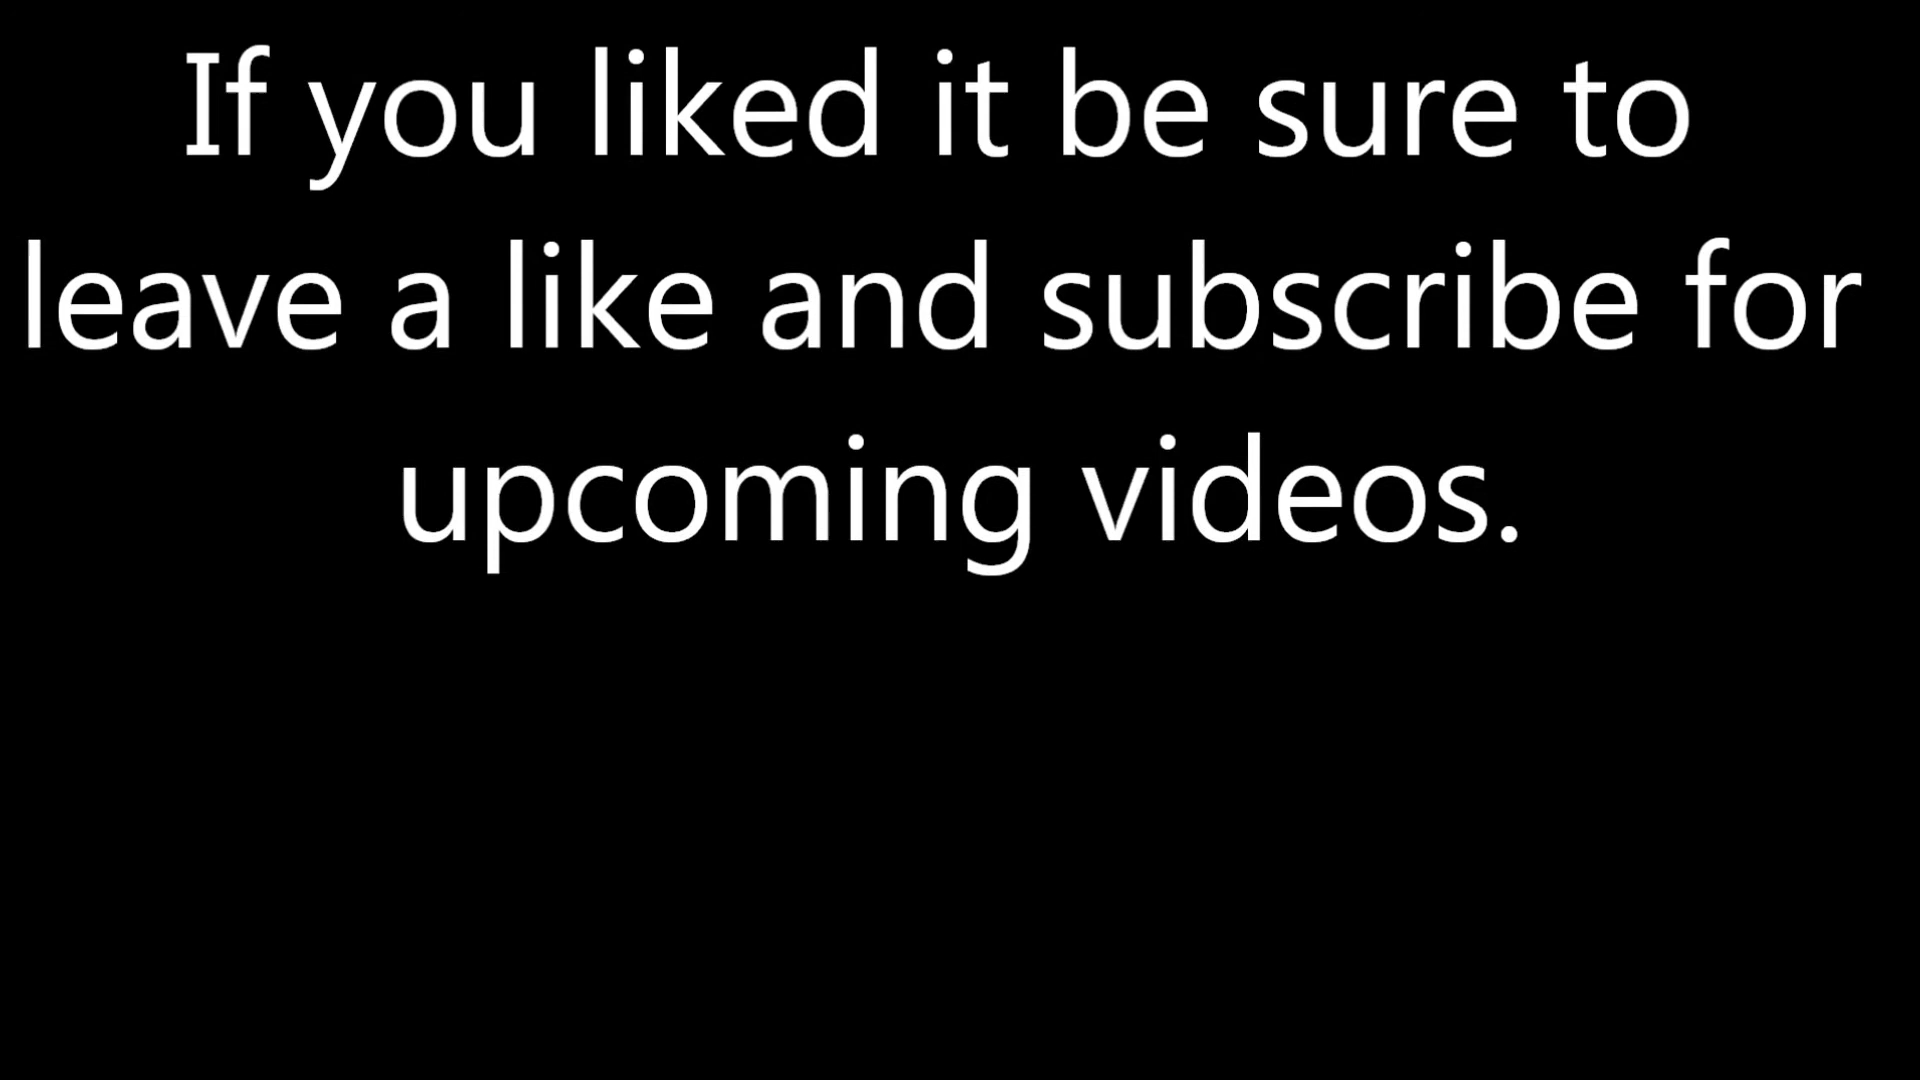 If you liked it be sure to
leave a like and subscribe for
upcoming videos.